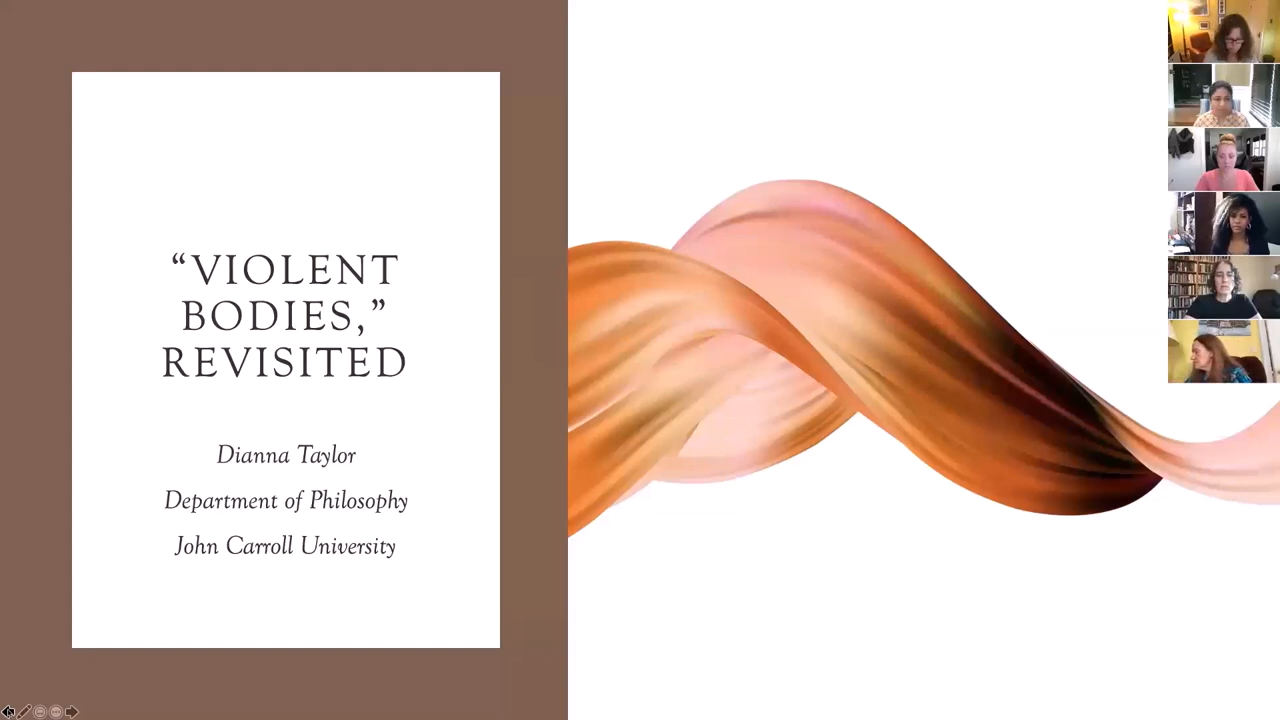 “VIOLENT
BODIES,”
REVISITED
Dianna Taylor
Department of Philosophy
John Carroll University